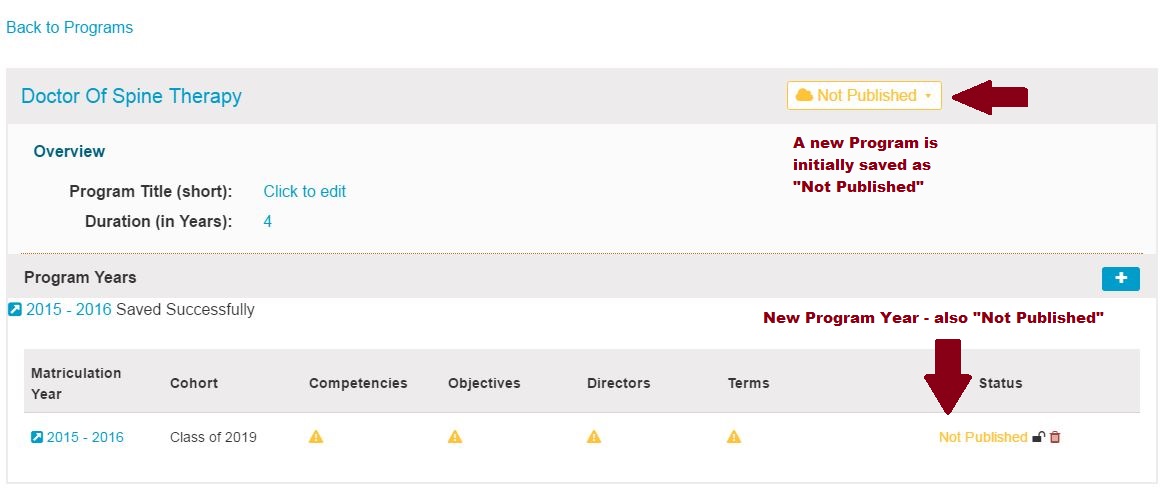 Back to Programs
Doctor Of Spine Therapy
Not Published
A new Program is
initially saved as
"Not Published"
Overview
Program Title (short): Click to edit
Duration (in Years): 4
Program Years
2015 - 2016 Saved Successfully
New Program Year - also "Not Published"
Matriculation
Year
Cohort
Competencies
Objectives
Directors
Terms
Status
2015 - 2016
Class of 2019
Not Published